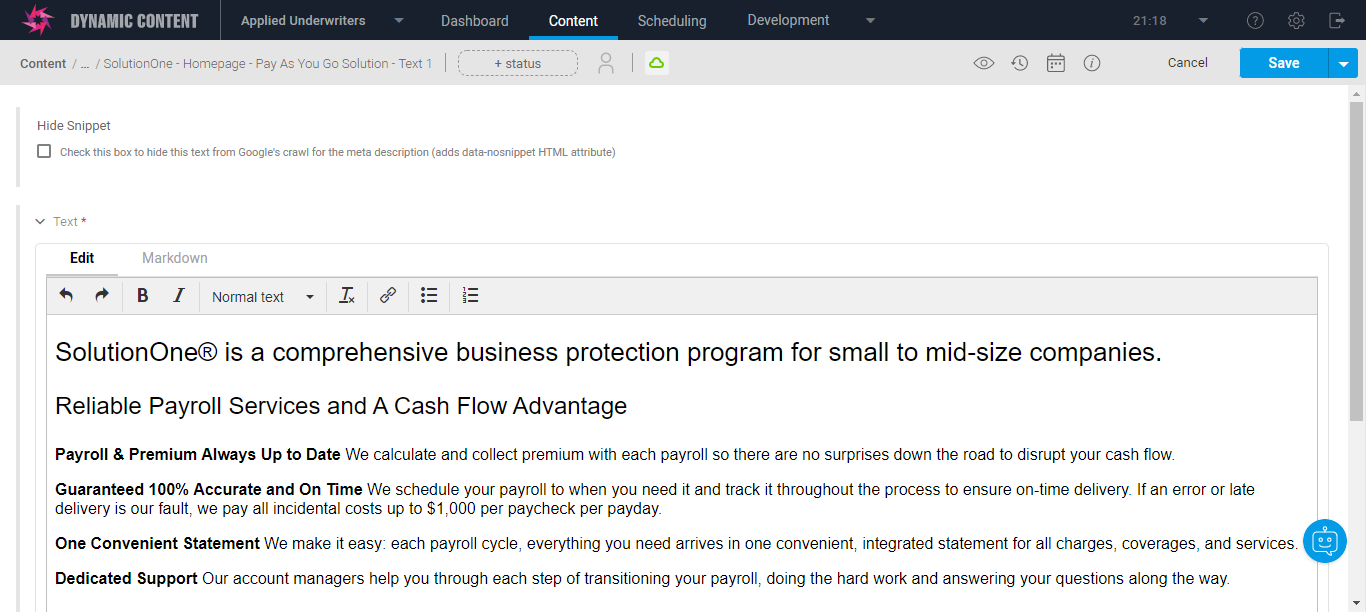 DYNAMIC CONTENT
Applied Underwriters
Dashboard
Content
Scheduling
Development
21:18
Content / ... / SolutionOne - Homepage - Pay As You Go Solution - Text 1
+ status
Cancel
Save
Hide Snippet
Check this box to hide this text from Google's crawl for the meta description (adds data-nosnippet HTML attribute)
Text *
Edit
Markdown
B I Normal text
SolutionOne® is a comprehensive business protection program for small to mid-size companies.
Reliable Payroll Services and A Cash Flow Advantage
Payroll & Premium Always Up to Date We calculate and collect premium with each payroll so there are no surprises down the road to disrupt your cash flow.
Guaranteed 100% Accurate and On Time We schedule your payroll to when you need it and track it throughout the process to ensure on-time delivery. If an error or late
delivery is our fault, we pay all incidental costs up to $1,000 per paycheck per payday.
One Convenient Statement We make it easy: each payroll cycle, everything you need arrives in one convenient, integrated statement for all charges, coverages, and services.
Dedicated Support Our account managers help you through each step of transitioning your payroll, doing the hard work and answering your questions along the way.